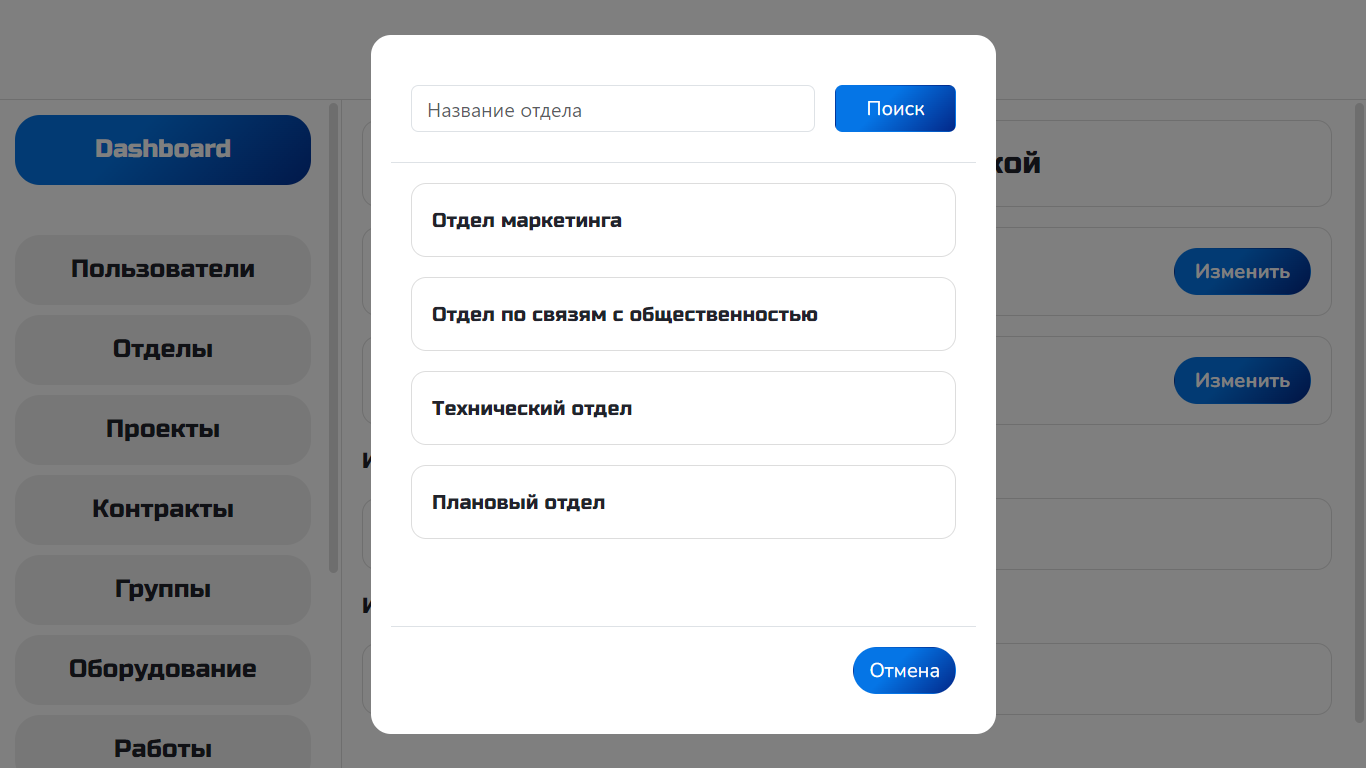 Название отдела
Поиск
Отдел маркетинга
Отдел по связям с общественностью
Технический отдел
Плановый отдел
Отмена
Dashboard
Пользователи
Отделы
Проекты
Контракты
Группы
Оборудование
Работы
Изменить
Изменить